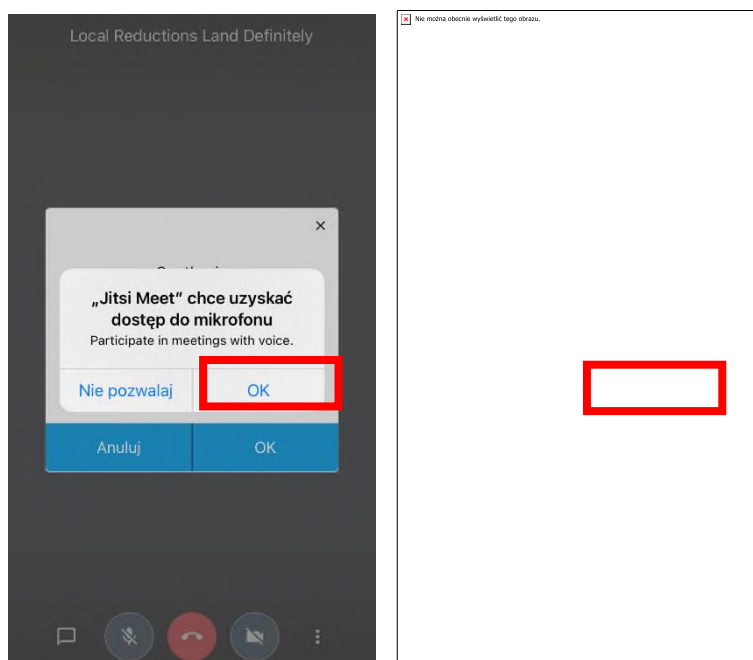 Local Reductions Land Definitely
„Jitsi Meet” chce uzyskać
dostęp do mikrofonu
Participate in meetings with voice.
Nie pozwalaj
OK
Anuluj
OK
Nie można obecnie wyświetlić tego obrazu.